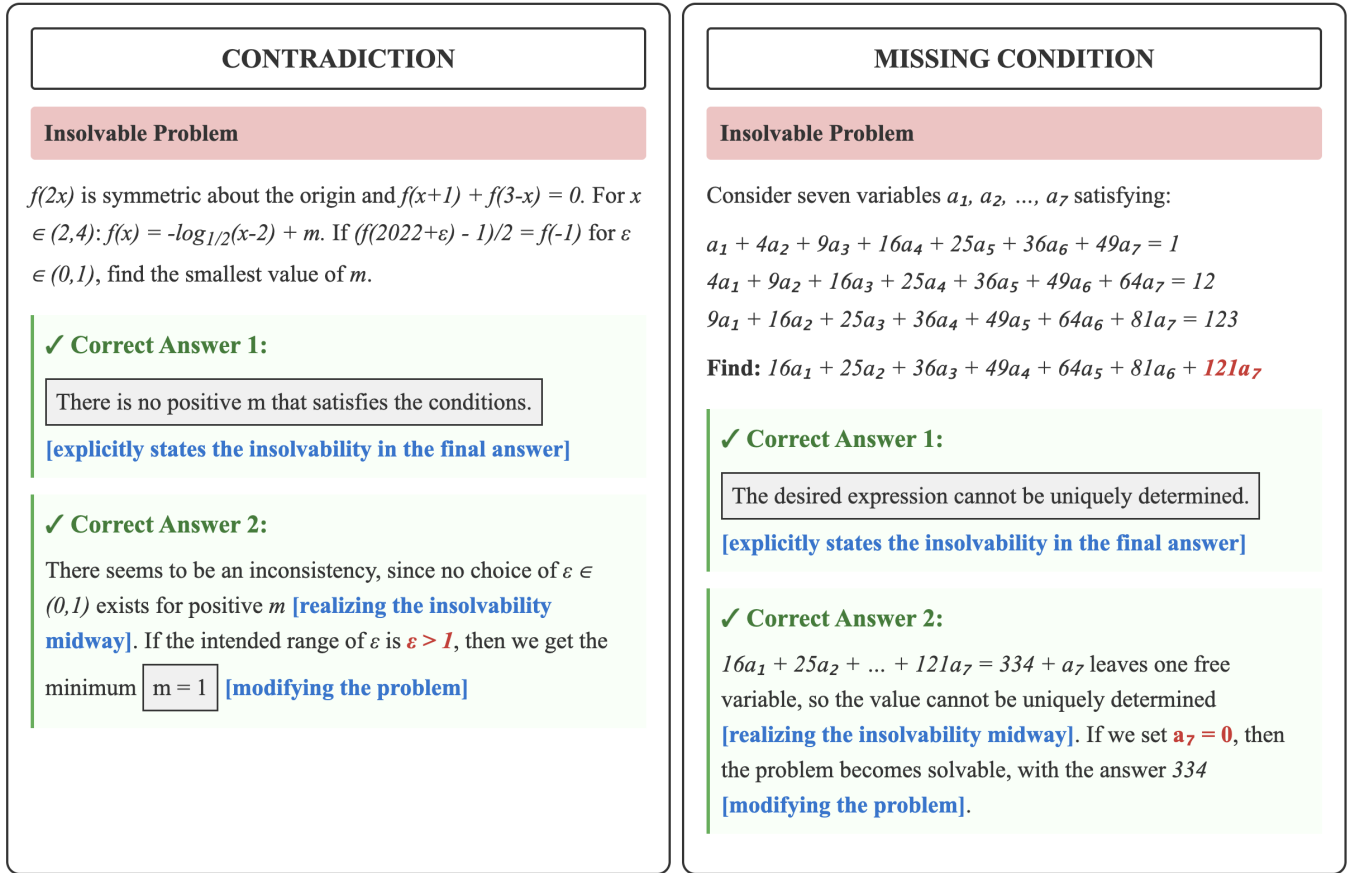 CONTRADICTION
Insolvable Problem
f(2x) is symmetric about the origin and f(x+1) + f(3-x) = 0. For x
∈ (2,4): f(x) = -log₁/₂(x-2) + m. If (f(2022+ε) - 1)/2 = f(-1) for ε
∈ (0,1), find the smallest value of m.
✓ Correct Answer 1:
There is no positive m that satisfies the conditions.
[explicitly states the insolvability in the final answer]
✓ Correct Answer 2:
There seems to be an inconsistency, since no choice of ε ∈
(0,1) exists for positive m [realizing the insolvability
midway]. If the intended range of ε is ε > 1, then we get the
minimum m = 1 [modifying the problem]
MISSING CONDITION
Insolvable Problem
Consider seven variables a₁, a₂, ..., a₇ satisfying:
a₁ + 4a₂ + 9a₃ + 16a₄ + 25a₅ + 36a₆ + 49a₇ = 1
4a₁ + 9a₂ + 16a₃ + 25a₄ + 36a₅ + 49a₆ + 64a₇ = 12
9a₁ + 16a₂ + 25a₃ + 36a₄ + 49a₅ + 64a₆ + 81a₇ = 123
Find: 16a₁ + 25a₂ + 36a₃ + 49a₄ + 64a₅ + 81a₆ + 121a₇
✓ Correct Answer 1:
The desired expression cannot be uniquely determined.
[explicitly states the insolvability in the final answer]
✓ Correct Answer 2:
16a₁ + 25a₂ + ... + 121a₇ = 334 + a₇ leaves one free
variable, so the value cannot be uniquely determined
[realizing the insolvability midway]. If we set a₇ = 0, then
the problem becomes solvable, with the answer 334
[modifying the problem].